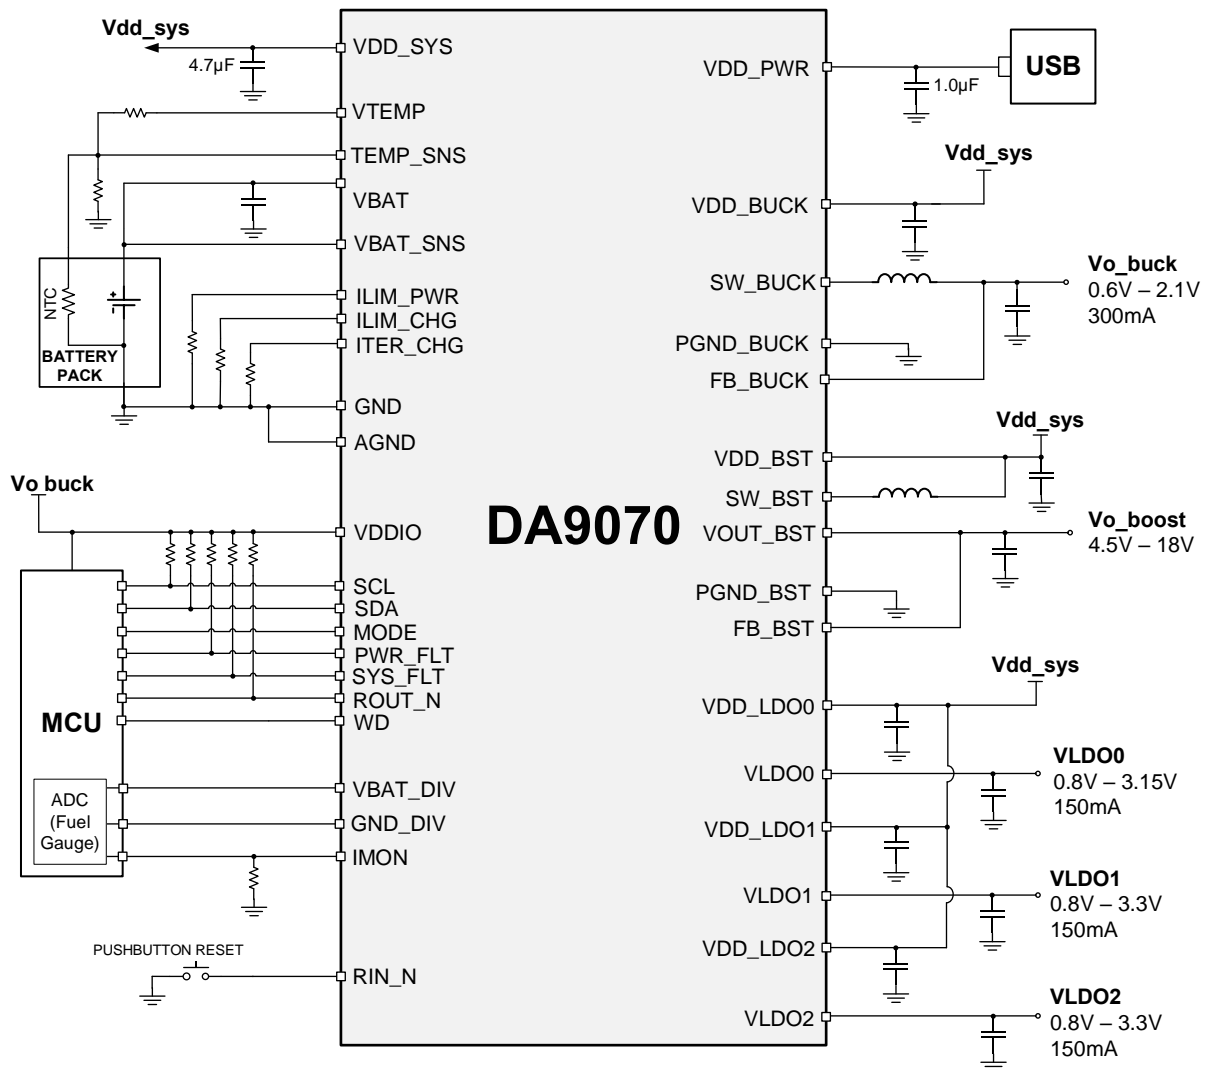 Vdd_sys
4.7µF
VDD_SYS
VTEMP
TEMP_SNS
VBAT
VBAT_SNS
NTC
+
-
BATTERY
PACK
ILIM_PWR
ILIM_CHG
ITER_CHG
GND
AGND
Vo buck
VDDIO
SCL
SDA
MODE
PWR_FLT
SYS_FLT
ROUT_N
WD
MCU
ADC
(Fuel
Gauge)
VBAT_DIV
GND_DIV
IMON
PUSHBUTTON RESET
RIN_N
DA9070
VDD_PWR
1.0µF
USB
Vdd_sys
VDD_BUCK
SW_BUCK
Vo_buck
0.6V – 2.1V
300mA
PGND_BUCK
FB_BUCK
Vdd_sys
VDD_BST
SW_BST
VOUT_BST
Vo_boost
4.5V – 18V
PGND_BST
FB_BST
Vdd_sys
VDD_LDO0
VLDO0
VLDO0
0.8V – 3.15V
150mA
VDD_LDO1
VLDO1
VLDO1
0.8V – 3.3V
150mA
VDD_LDO2
VLDO2
VLDO2
0.8V – 3.3V
150mA